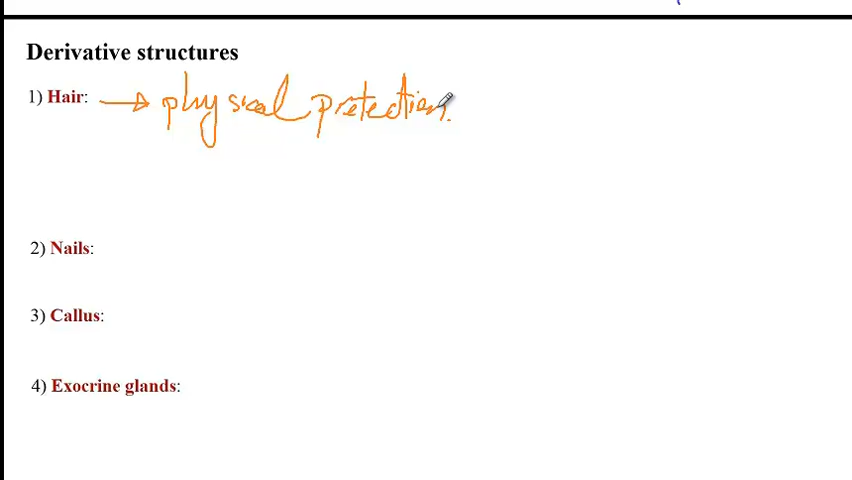 Derivative structures
1) Hair: → physical protection.
2) Nails:
3) Callus:
4) Exocrine glands: